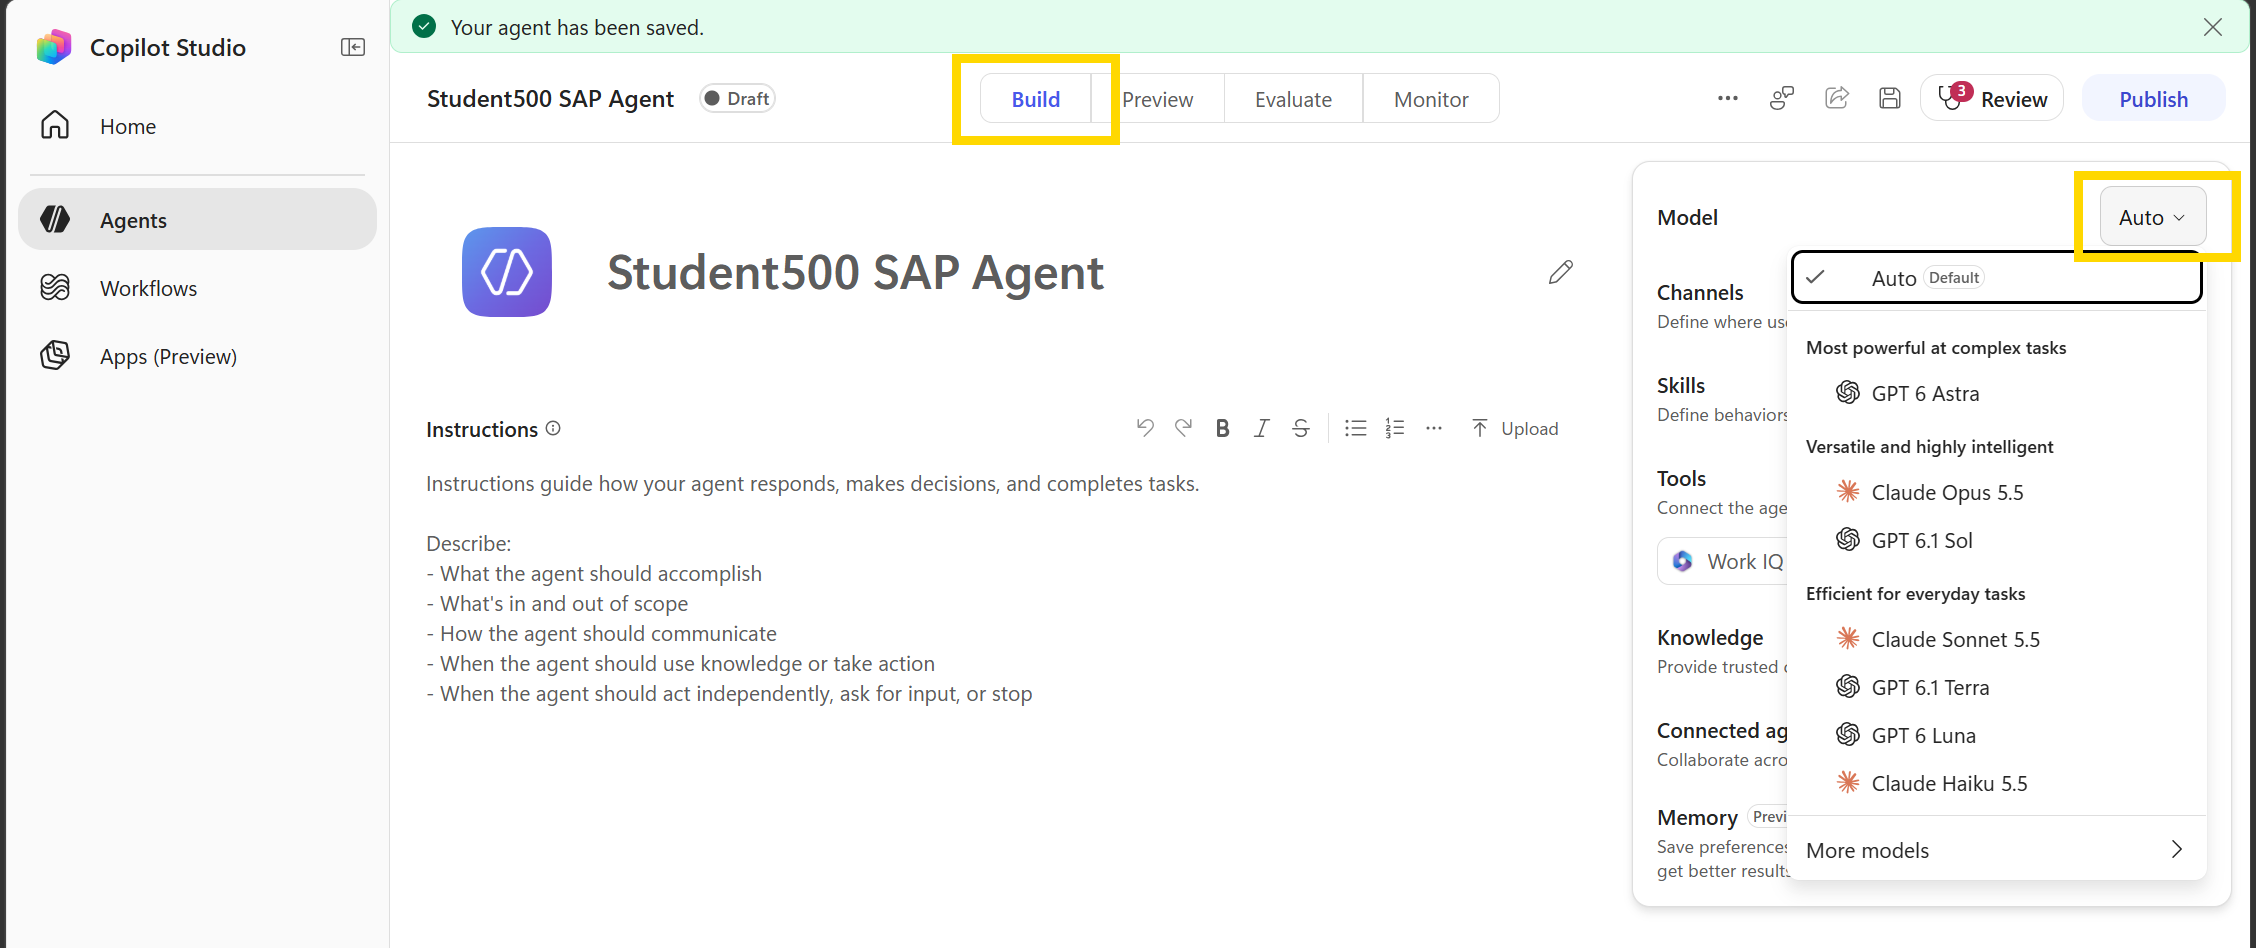 Your agent has been saved.
Copilot Studio
Home
Agents
Workflows
Apps (Preview)
Student500 SAP Agent
Draft
Build
Preview
Evaluate
Monitor
3
Review
Publish
Student500 SAP Agent
Instructions
Upload
Instructions guide how your agent responds, makes decisions, and completes tasks.
Describe:
- What the agent should accomplish
- What's in and out of scope
- How the agent should communicate
- When the agent should use knowledge or take action
- When the agent should act independently, ask for input, or stop
Model
Auto
Channels
Define where
Skills
Define behaviors
Tools
Connect the
Work IQ
Knowledge
Provide trusted
Connected
Collaborate
Memory
Save preferences
get better results
Auto Default
Most powerful at complex tasks
GPT 6 Astra
Versatile and highly intelligent
Claude Opus 5.5
GPT 6.1 Sol
Efficient for everyday tasks
Claude Sonnet 5.5
GPT 6.1 Terra
GPT 6 Luna
Claude Haiku 5.5
More models